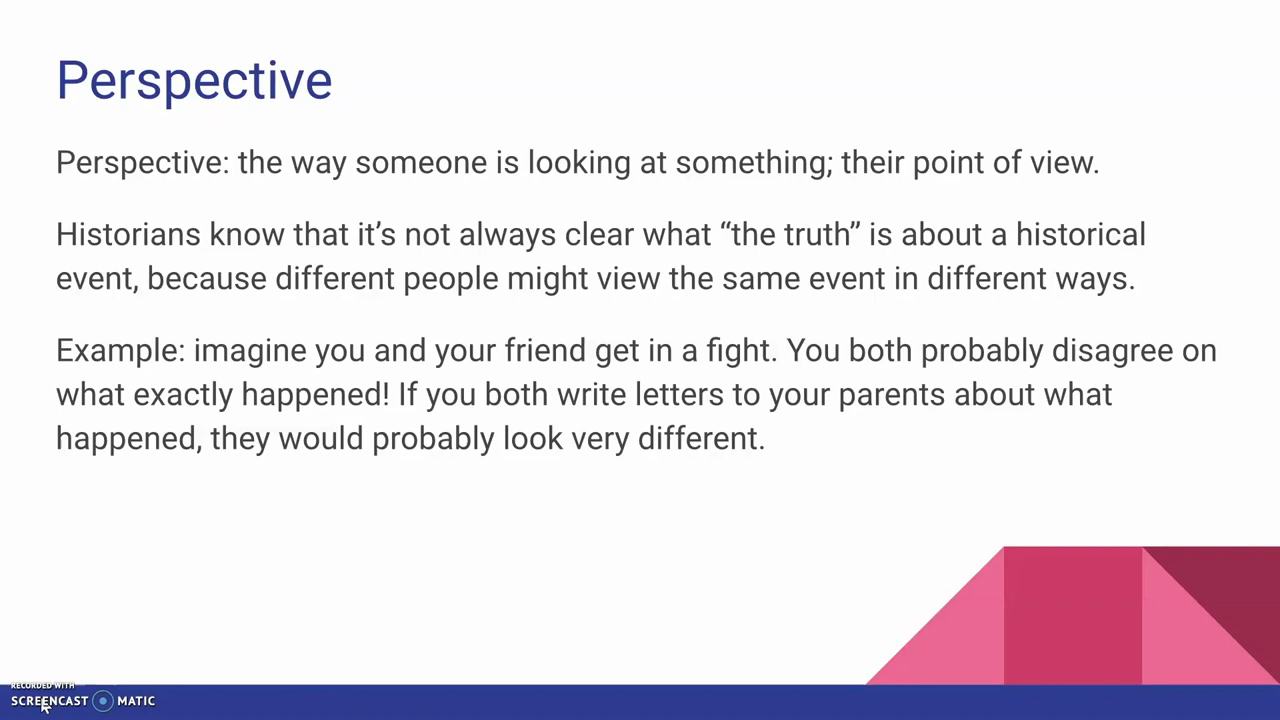 Perspective
Perspective: the way someone is looking at something; their point of view.
Historians know that it’s not always clear what “the truth” is about a historical
event, because different people might view the same event in different ways.
Example: imagine you and your friend get in a fight. You both probably disagree on
what exactly happened! If you both write letters to your parents about what
happened, they would probably look very different.
RECORDED WITH
SCREENCAST MATIC